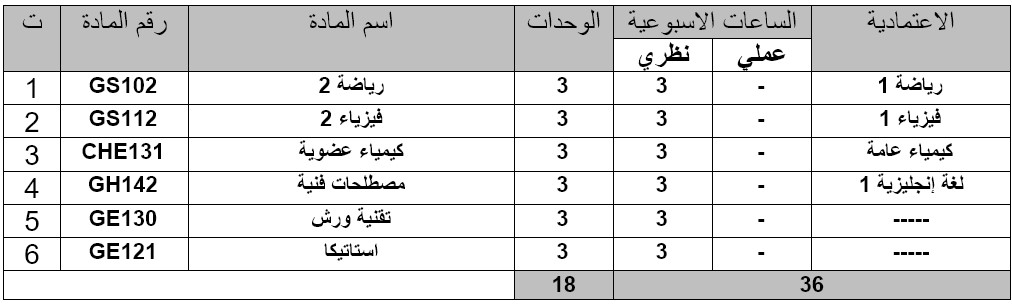 ت رقم المادة اسم المادة الوحدات الساعات الاسبوعية الاعتمادية
نظري عملي
1 GS102 رياضة 2 3 3 - رياضة 1
2 GS112 فيزياء 2 3 3 - فيزياء 1
3 CHE131 كيمياء عضوية 3 3 - كيمياء عامة
4 GH142 مصطلحات فنية 3 3 - لغة إنجليزية 1
5 GE130 تقنية ورش 3 3 - -----
6 GE121 استاتيكا 3 3 - -----
18 36